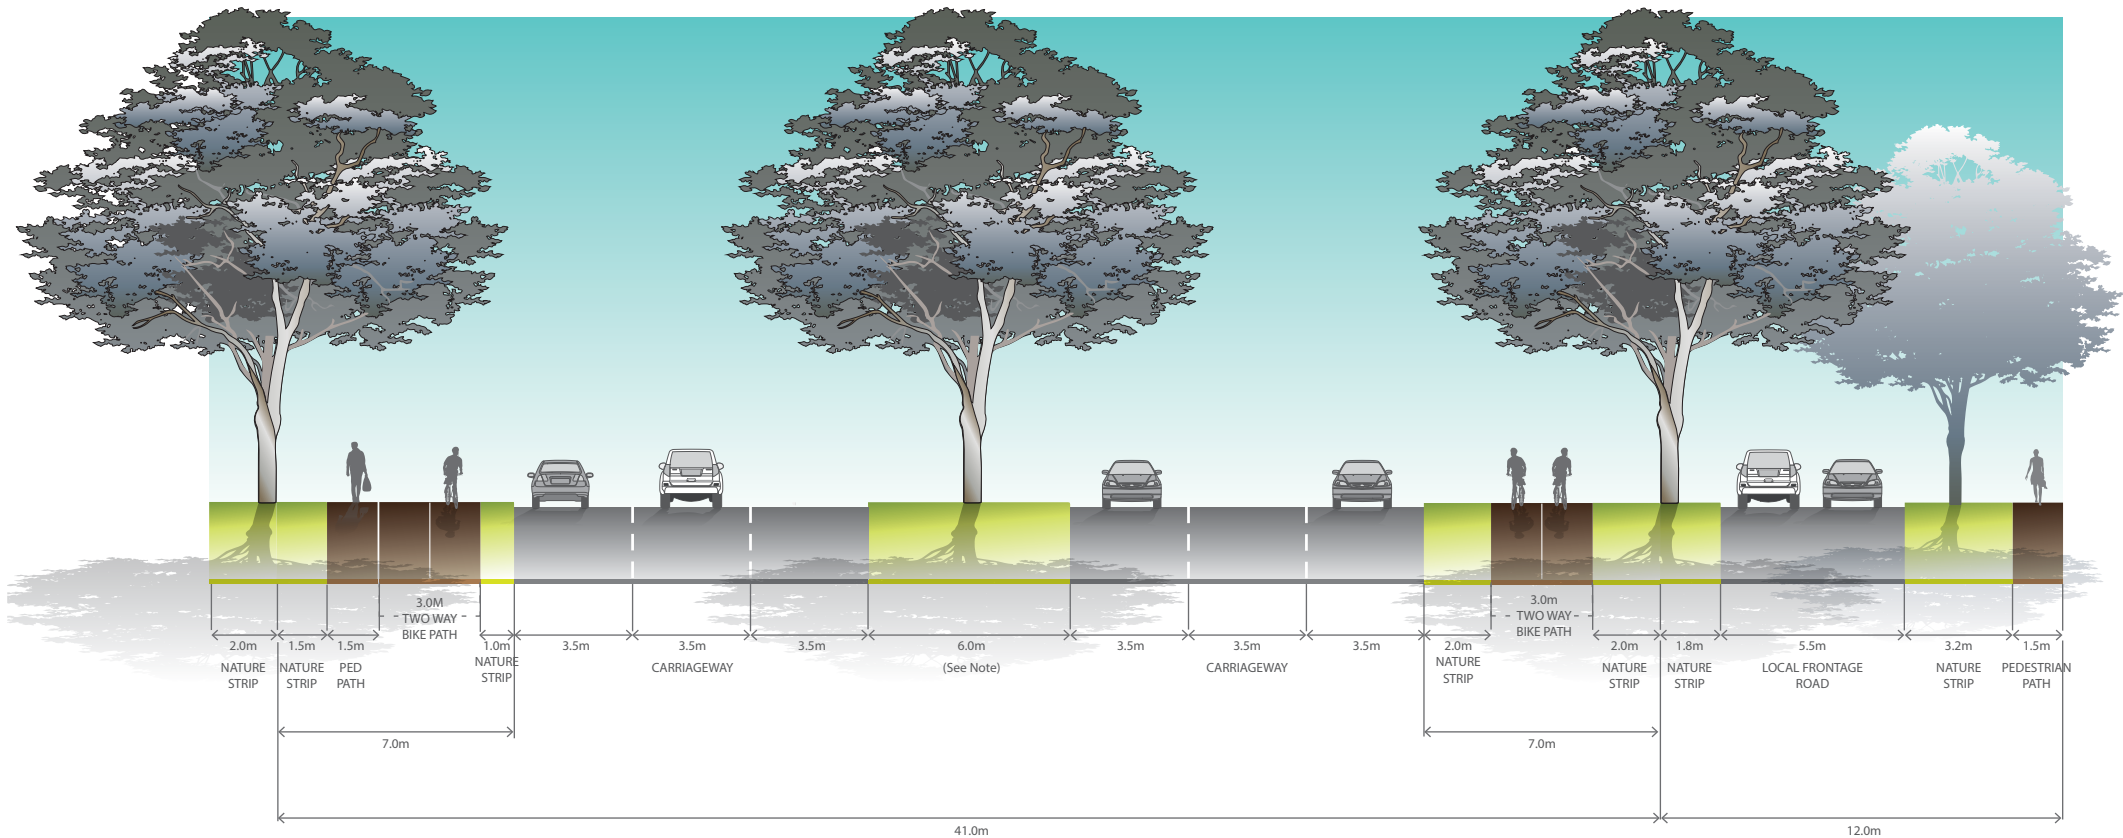 3.0M
TWO WAY
BIKE PATH
3.0m
TWO WAY
BIKE PATH
2.0m
NATURE
STRIP
1.5m
NATURE
STRIP
1.5m
PED
PATH
1.0m
NATURE
STRIP
3.5m
3.5m
CARRIAGEWAY
3.5m
6.0m
(See Note)
3.5m
3.5m
CARRIAGEWAY
3.5m
2.0m
NATURE
STRIP
2.0m
NATURE
STRIP
1.8m
NATURE
STRIP
5.5m
LOCAL FRONTAGE
ROAD
3.2m
NATURE
STRIP
1.5m
PEDESTRIAN
PATH
7.0m
7.0m
41.0m
12.0m